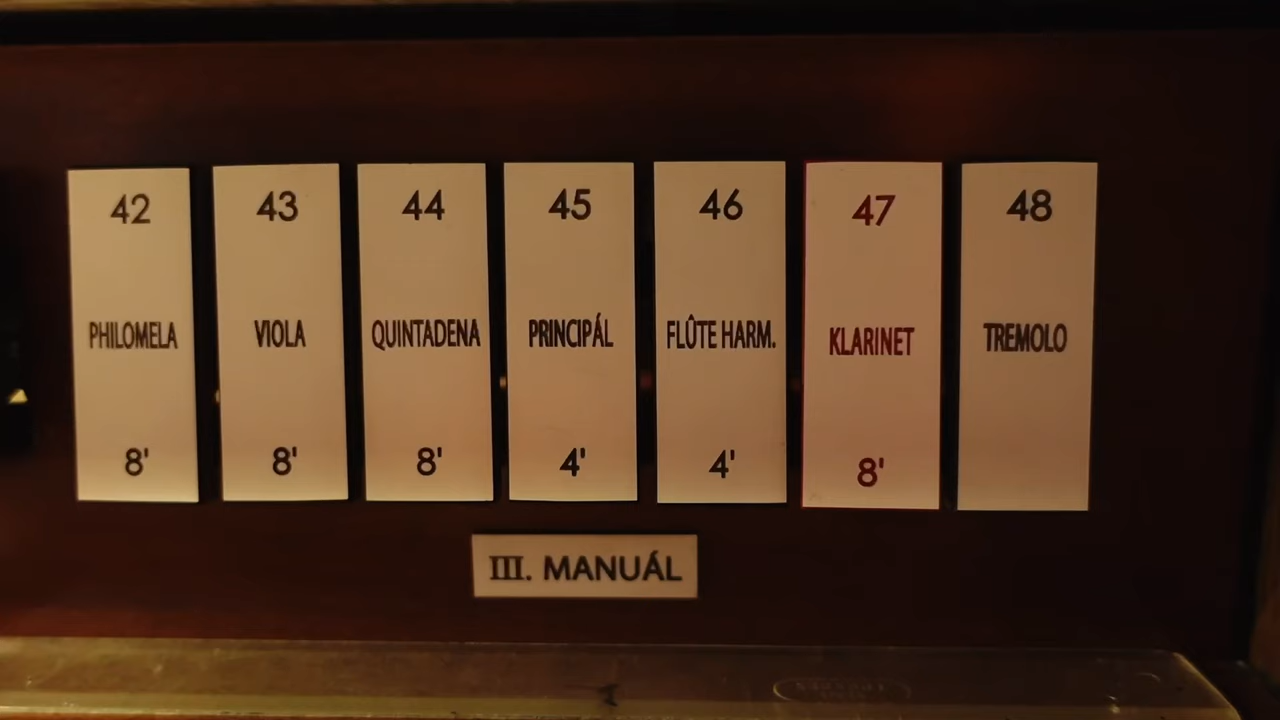 42
PHILOMELA
8'
43
VIOLA
8'
44
QUINTADENA
8'
45
PRINCIPÁL
4'
46
FLÛTE HARM.
4'
47
KLARINET
8'
48
TREMOLO
III. MANUÁL